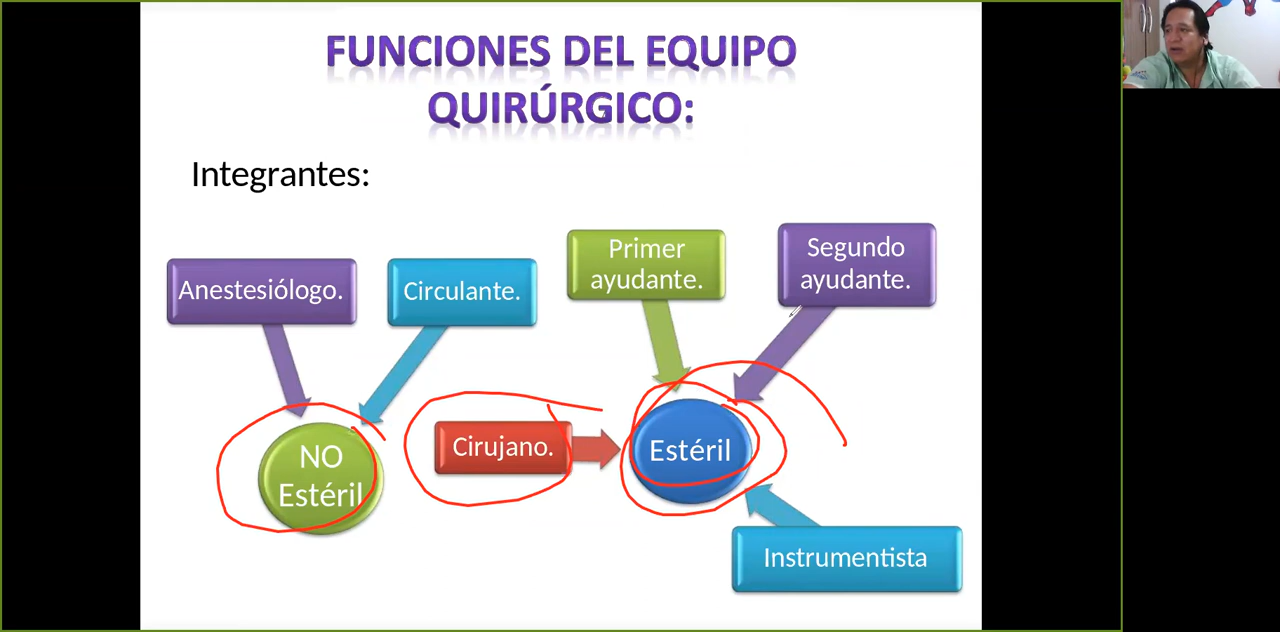 FUNCIONES DEL EQUIPO
QUIRÚRGICO:
Integrantes:
Anestesiólogo.
Circulante.
Primer
ayudante.
Segundo
ayudante.
NO
Estéril
Cirujano.
Estéril
Instrumentista